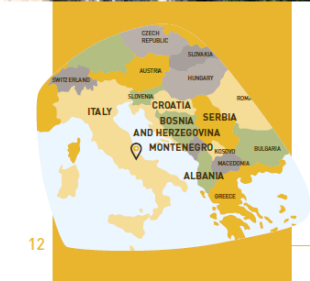 CZECH
REPUBLIC
SLOVAKIA
SWITZERLAND
AUSTRIA
HUNGARY
SLOVENIA
ROM
ITALY
CROATIA
BOSNIA
AND HERZEGOVINA
SERBIA
MONTENEGRO
KOSOVO
BULGARIA
MACEDONIA
ALBANIA
GREECE
12